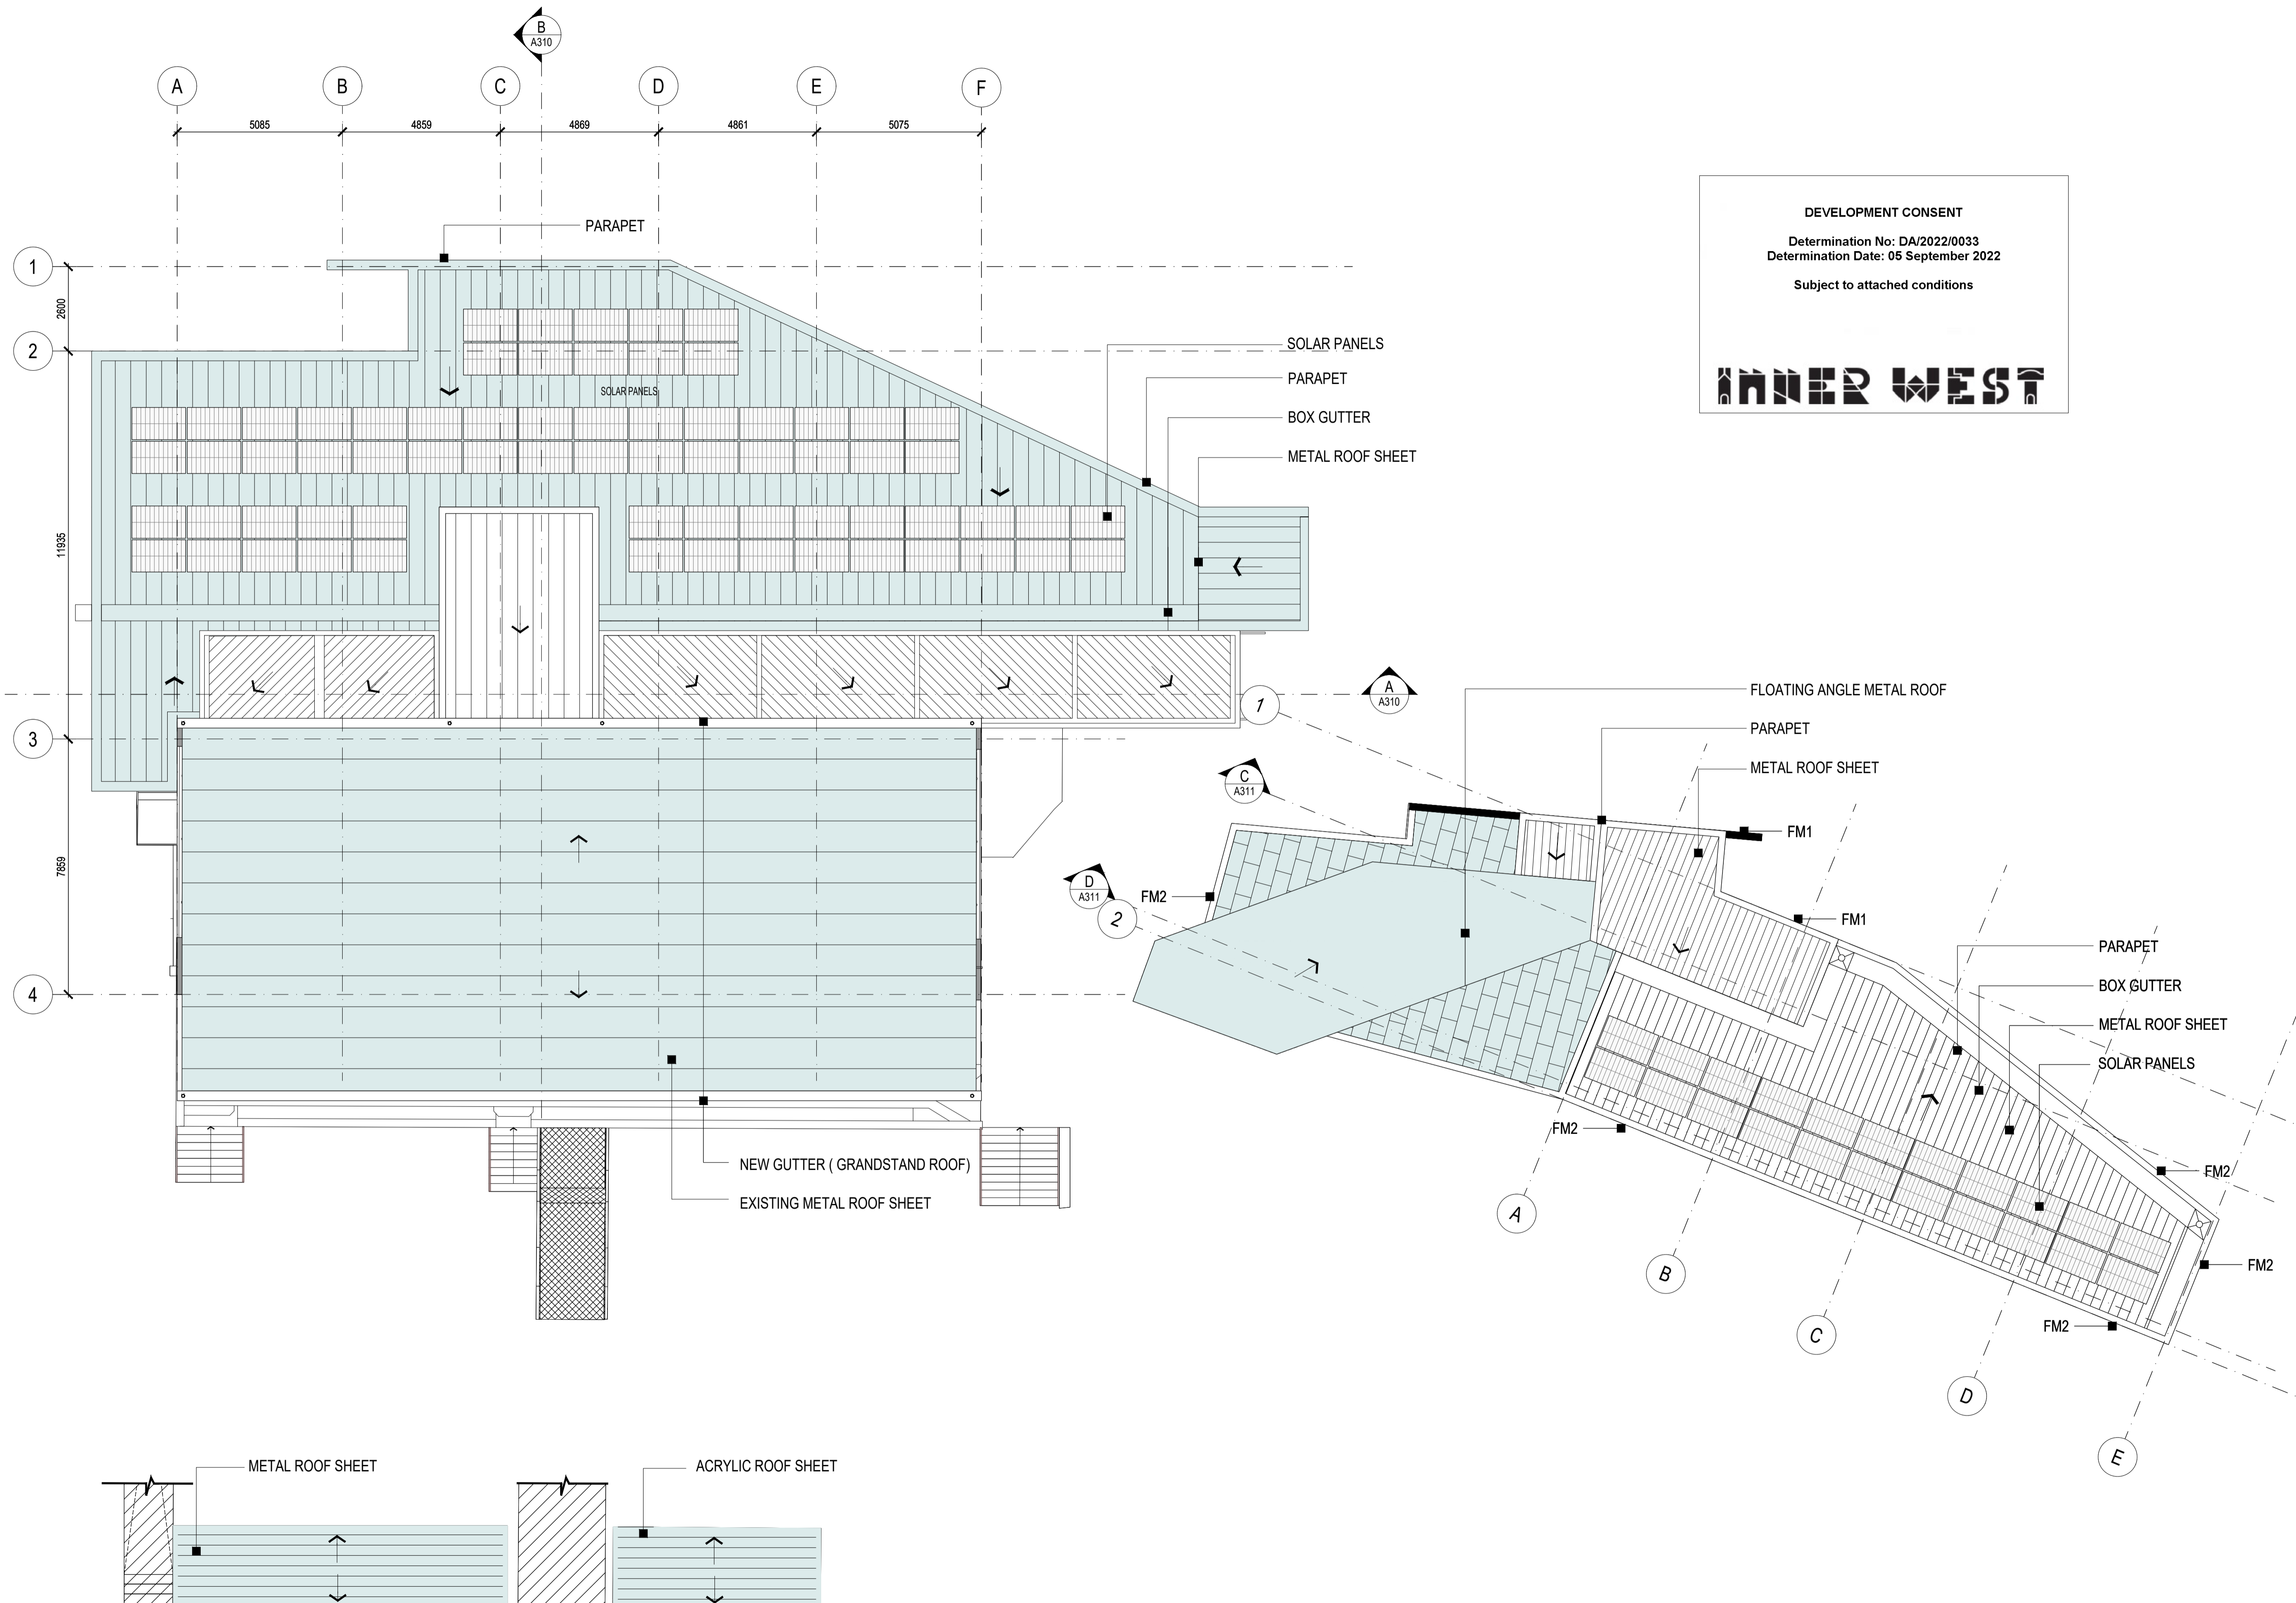 B
A310
A
B
C
D
E
F
5085
4859
4869
4861
5075
PARAPET
1
2600
2
11935
3
7859
4
SOLAR PANELS
SOLAR PANELS
PARAPET
BOX GUTTER
METAL ROOF SHEET
DEVELOPMENT CONSENT
Determination No: DA/2022/0033
Determination Date: 05 September 2022
Subject to attached conditions
INNER WEST
A
A310
NEW GUTTER ( GRANDSTAND ROOF)
EXISTING METAL ROOF SHEET
1
C
A311
D
A311
2
FLOATING ANGLE METAL ROOF
PARAPET
METAL ROOF SHEET
FM1
FM2
FM1
PARAPET
BOX GUTTER
METAL ROOF SHEET
SOLAR PANELS
FM2
FM2
FM2
FM2
A
B
C
D
E
METAL ROOF SHEET
ACRYLIC ROOF SHEET